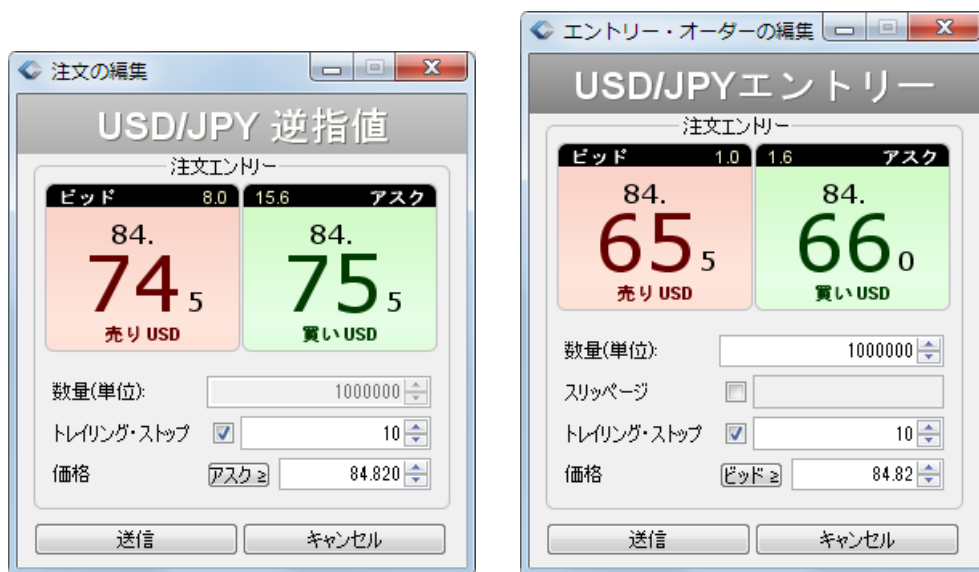 注文の編集
USD/JPY 逆指値
注文エントリー
ビッド 8.0 15.6 アスク
84. 84.
74 5 75 5
売り USD 買い USD
数量(単位): 1000000
トレイリング・ストップ 10
価格 アスク ≥ 84.820
送信 キャンセル
エントリー・オーダーの編集
USD/JPYエントリー
注文エントリー
ビッド 1.0 1.6 アスク
84. 84.
65 5 66 0
売り USD 買い USD
数量(単位): 1000000
スリッページ
トレイリング・ストップ 10
価格 ビッド ≥ 84.82
送信 キャンセル